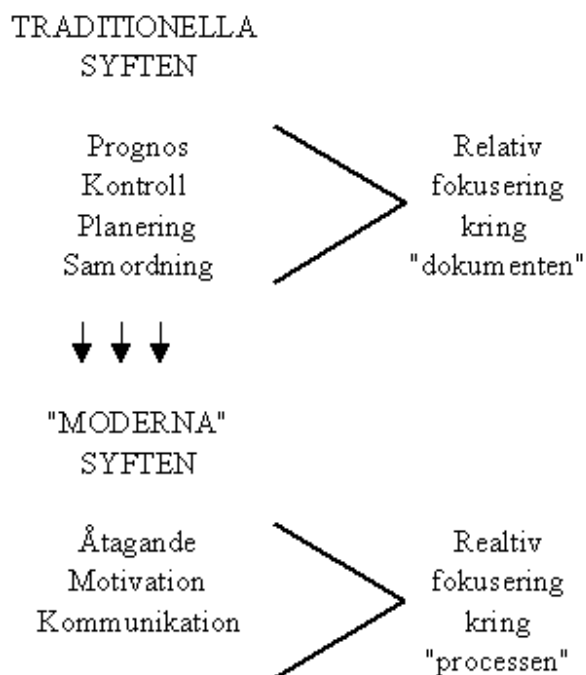 TRADITIONELLA
SYFTEN
Prognos
Kontroll
Planering
Samordning
Relativ
fokusering
kring
"dokumenten"
"MODERNA"
SYFTEN
Åtagande
Motivation
Kommunikation
Realtiv
fokusering
kring
"processen"